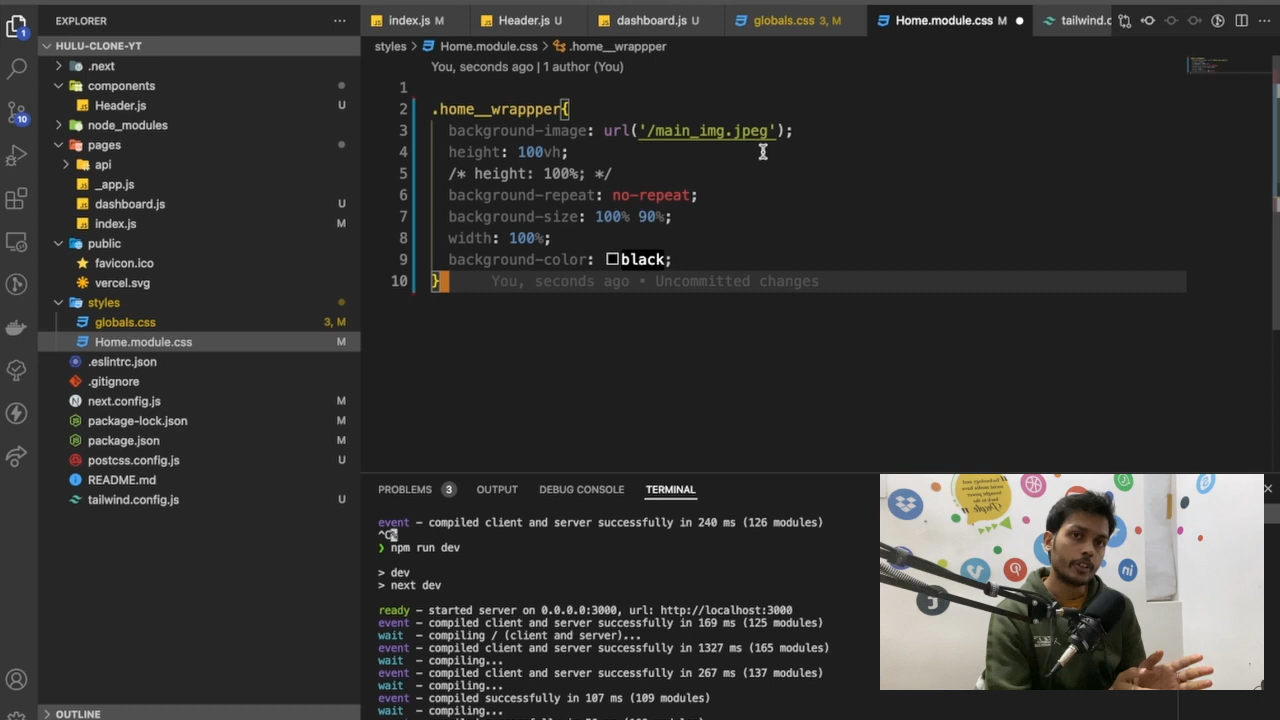 EXPLORER
HULU-CLONE-YT
.next
components
Header.js U
node_modules
pages
api
_app.js
dashboard.js U
index.js M
public
favicon.ico
vercel.svg
styles
globals.css 3, M
Home.module.css M
.eslintrc.json
.gitignore
next.config.js M
package-lock.json M
package.json M
postcss.config.js U
README.md
tailwind.config.js U
OUTLINE
1
10
index.js M Header.js U dashboard.js U globals.css 3, M Home.module.css M tailwind.c
styles > Home.module.css > .home__wrappper
You, seconds ago | 1 author (You)
1
2 .home__wrappper{
3 background-image: url('/main_img.jpeg');
4 height: 100vh;
5 /* height: 100%; */
6 background-repeat: no-repeat;
7 background-size: 100% 90%;
8 width: 100%;
9 background-color: black;
10 } You, seconds ago • Uncommitted changes
PROBLEMS 3 OUTPUT DEBUG CONSOLE TERMINAL
event - compiled client and server successfully in 240 ms (126 modules)
^C%
❯ npm run dev
> dev
> next dev
ready - started server on 0.0.0.0:3000, url: http://localhost:3000
event - compiled client and server successfully in 169 ms (125 modules)
wait - compiling / (client and server)...
event - compiled client and server successfully in 1327 ms (165 modules)
wait - compiling...
event - compiled client and server successfully in 267 ms (137 modules)
wait - compiling...
event - compiled successfully in 107 ms (109 modules)
wait - compiling...
People.